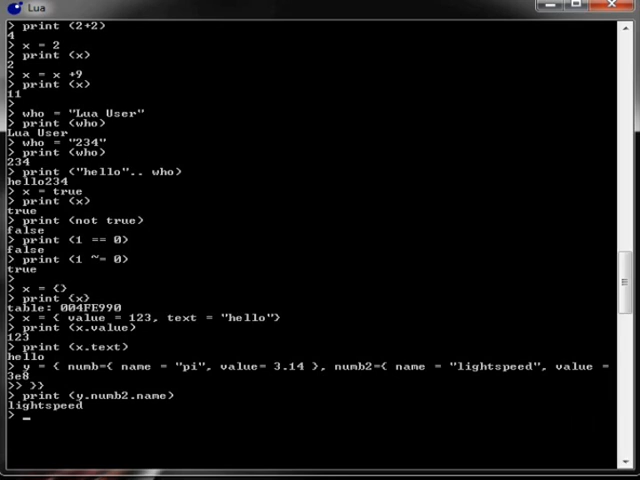 Lua
> print (2+2)
4
> x = 2
> print (x)
2
> x = x +9
> print (x)
11
>
> who = "Lua User"
> print (who)
Lua User
> who = "234"
> print (who)
234
> print ("hello".. who)
hello234
> x = true
> print (x)
true
> print (not true)
false
> print (1 == 0)
false
> print (1 ~= 0)
true
>
> x = {}
> print (x)
table: 004FE990
> x = { value = 123, text = "hello"}
> print (x.value)
123
> print (x.text)
hello
> y = { numb={ name = "pi", value= 3.14 }, numb2={ name = "lightspeed", value =
3e8
>> }}
> print (y.numb2.name)
lightspeed
> _